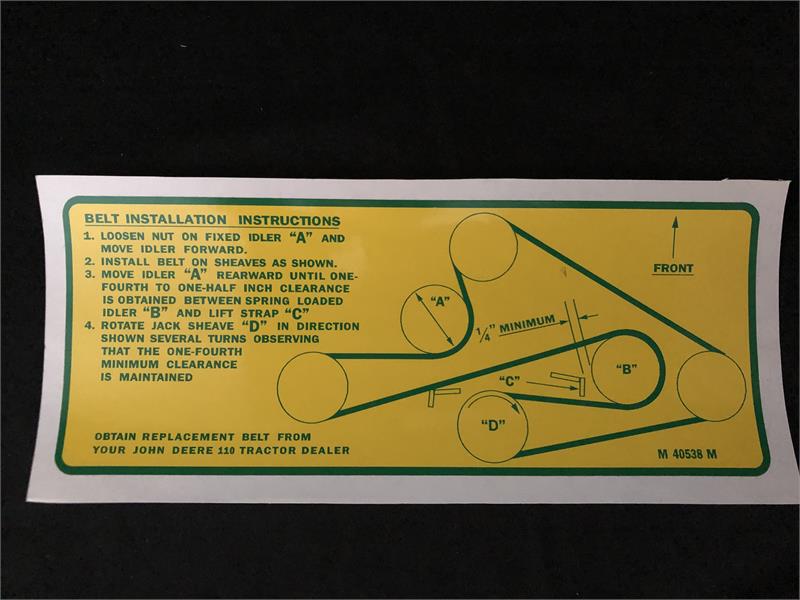 BELT INSTALLATION INSTRUCTIONS
1. LOOSEN NUT ON FIXED IDLER “A” AND
MOVE IDLER FORWARD.
2. INSTALL BELT ON SHEAVES AS SHOWN.
3. MOVE IDLER “A” REARWARD UNTIL ONE-
FOURTH TO ONE-HALF INCH CLEARANCE
IS OBTAINED BETWEEN SPRING LOADED
IDLER “B” AND LIFT STRAP “C”
4. ROTATE JACK SHEAVE “D” IN DIRECTION
SHOWN SEVERAL TURNS OBSERVING
THAT THE ONE-FOURTH
MINIMUM CLEARANCE
IS MAINTAINED
OBTAIN REPLACEMENT BELT FROM
YOUR JOHN DEERE 110 TRACTOR DEALER
“A”
1/4” MINIMUM
FRONT
“B”
“C”
“D”
M 40538 M